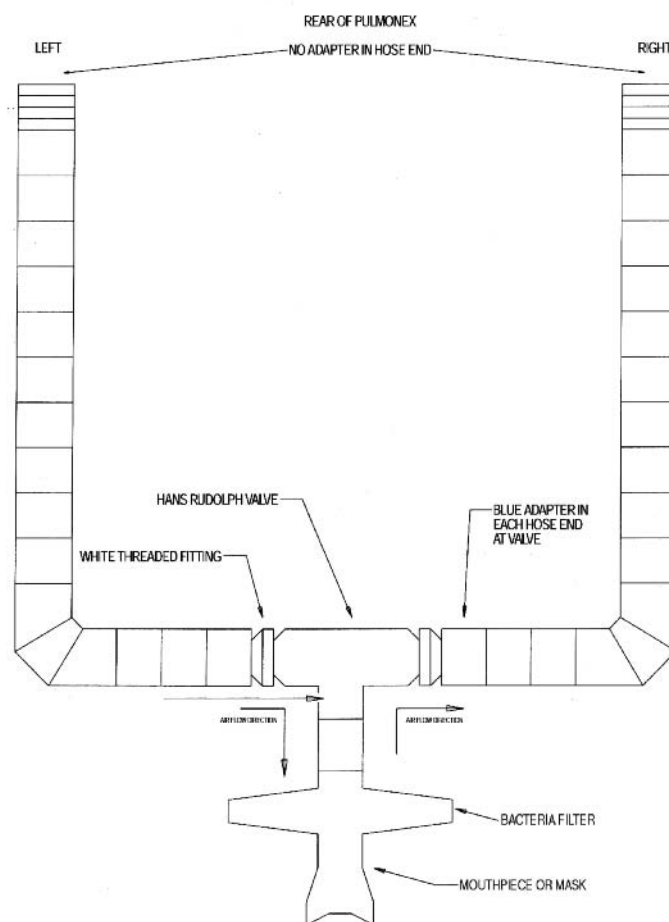 REAR OF PULMONEX
LEFT
NO ADAPTER IN HOSE END
RIGHT
HANS RUDOLPH VALVE
BLUE ADAPTER IN
EACH HOSE END
AT VALVE
WHITE THREADED FITTING
AIRFLOW DIRECTION
AIRFLOW DIRECTION
BACTERIA FILTER
MOUTHPIECE OR MASK